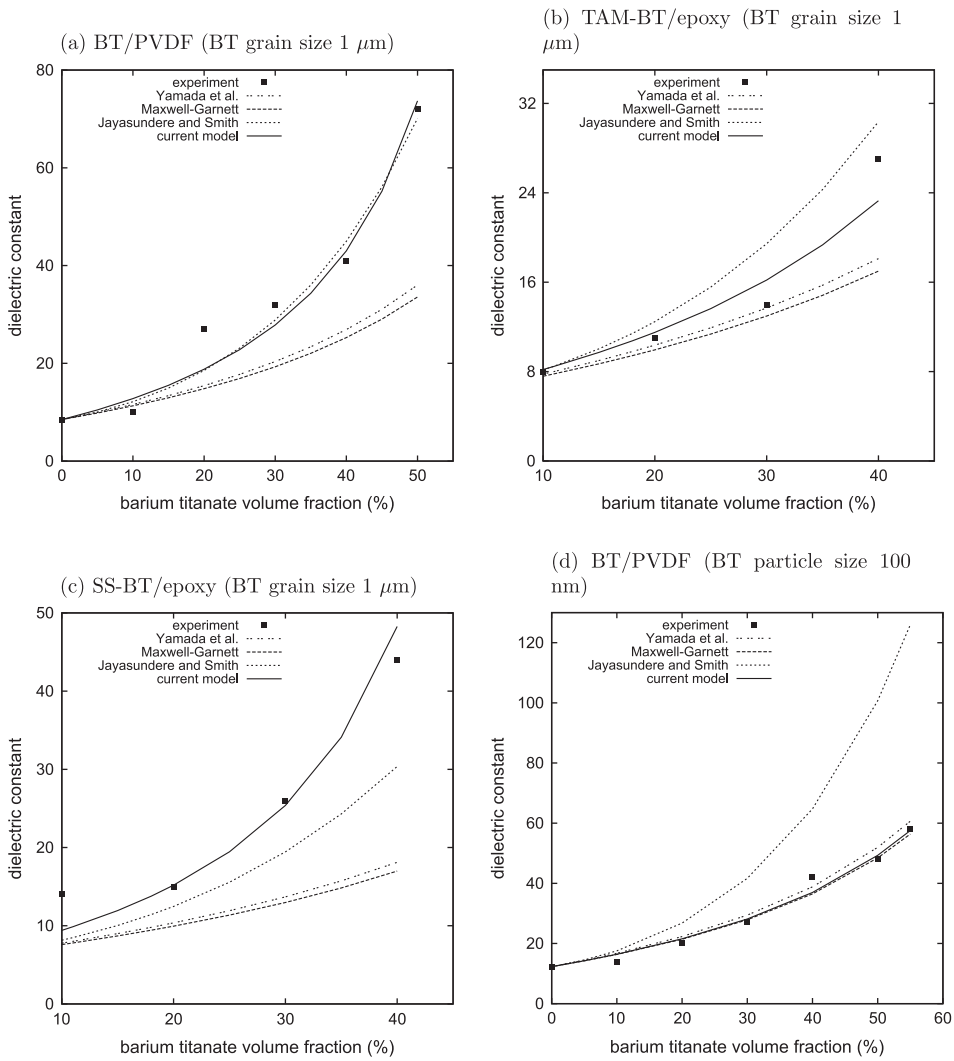 (a) BT/PVDF (BT grain size 1 μm)
80
60
40
20
0
dielectric constant
experiment
Yamada et al.
Maxwell-Garnett
Jayasundere and Smith
current model
0 10 20 30 40 50
barium titanate volume fraction (%)
(b) TAM-BT/epoxy (BT grain size 1
μm)
36
32
28
24
20
16
12
8
4
0
dielectric constant
experiment
Yamada et al.
Maxwell-Garnett
Jayasundere and Smith
current model
10 20 30 40
barium titanate volume fraction (%)
(c) SS-BT/epoxy (BT grain size 1 μm)
50
40
30
20
10
0
dielectric constant
experiment
Yamada et al.
Maxwell-Garnett
Jayasundere and Smith
current model
10 20 30 40
barium titanate volume fraction (%)
(d) BT/PVDF (BT particle size 100
nm)
120
100
80
60
40
20
0
dielectric constant
experiment
Yamada et al.
Maxwell-Garnett
Jayasundere and Smith
current model
0 10 20 30 40 50 60
barium titanate volume fraction (%)